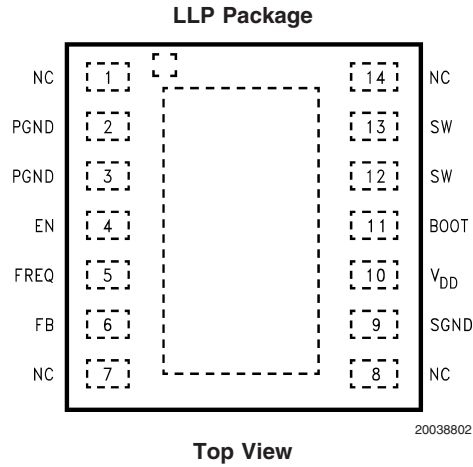 LLP Package
NC 1 14 NC
PGND 2 13 SW
PGND 3 12 SW
EN 4 11 BOOT
FREQ 5 10 VDD
FB 6 9 SGND
NC 7 8 NC
20038802
Top View